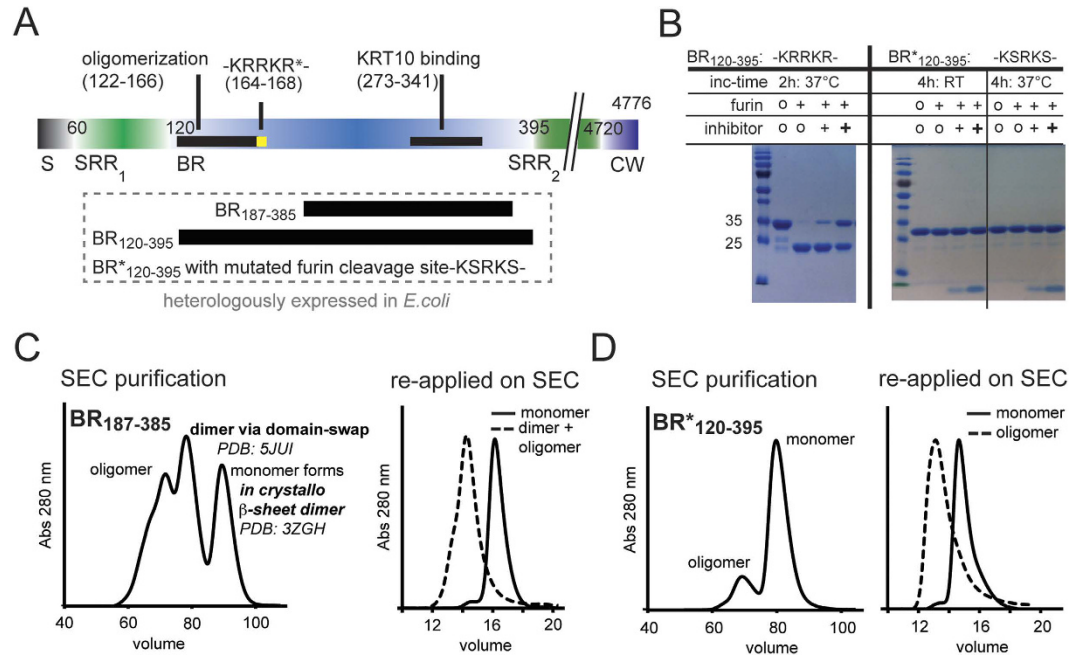 A
oligomerization
(122-166)
-KRRKR*-
(164-168)
KRT10 binding
(273-341)
4776
60
120
395
4720
S
SRR1
BR
SRR2
CW
BR187-385
BR120-395
BR*120-395 with mutated furin cleavage site-KSRKS-
heterologously expressed in E.coli
B
BR120-395: -KRRKR- BR*120-395: -KSRKS-
inc-time 2h: 37°C 4h: RT 4h: 37°C
furin o + + + o + + + o + + +
inhibitor o o + + o o + + o o + +
35
25
C
SEC purification
re-applied on SEC
BR187-385
dimer via domain-swap
PDB: 5JUI
oligomer
monomer forms
in crystallo
β-sheet dimer
PDB: 3ZGH
monomer
dimer +
oligomer
Abs 280 nm
Abs 280 nm
40 60 80 100
volume
12 16 20
volume
D
SEC purification
re-applied on SEC
BR*120-395
monomer
oligomer
monomer
oligomer
Abs 280 nm
Abs 280 nm
40 60 80 100
volume
12 16 20
volume